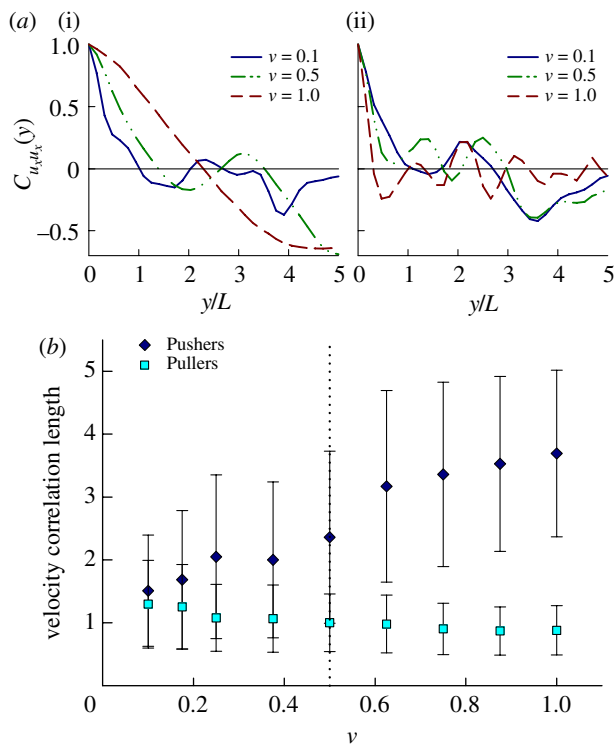 (a) (i) (ii)
1.0
0.5
0
−0.5
C_{u_x u_x}(y)
v = 0.1
v = 0.5
v = 1.0
0 1 2 3 4 5
y/L
v = 0.1
v = 0.5
v = 1.0
0 1 2 3 4 5
y/L
(b)
Pushers
Pullers
5
4
3
2
1
velocity correlation length
0 0.2 0.4 0.6 0.8 1.0
v